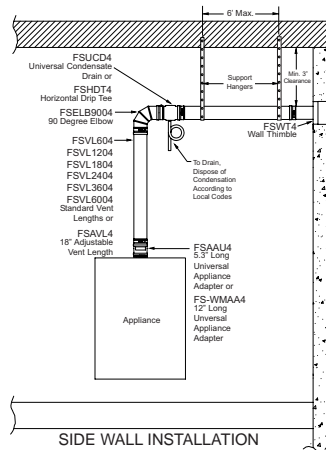 6' Max.
FSUCD4
Universal Condensate
Drain or
FSHDT4
Horizontal Drip Tee
FSELB9004
90 Degree Elbow
FSVL604
FSVL1204
FSVL1804
FSVL2404
FSVL3604
FSVL6004
Standard Vent
Lengths or
FSAVL4
18" Adjustable
Vent Length
Support
Hangers
Min. 3"
Clearance
FSWT4
Wall Thimble
To Drain,
Dispose of
Condensation
According to
Local Codes
FSAAU4
5.3" Long
Universal
Appliance
Adapter or
FS-WMAA4
12" Long
Unversal
Appliance
Adapter
Appliance
SIDE WALL INSTALLATION